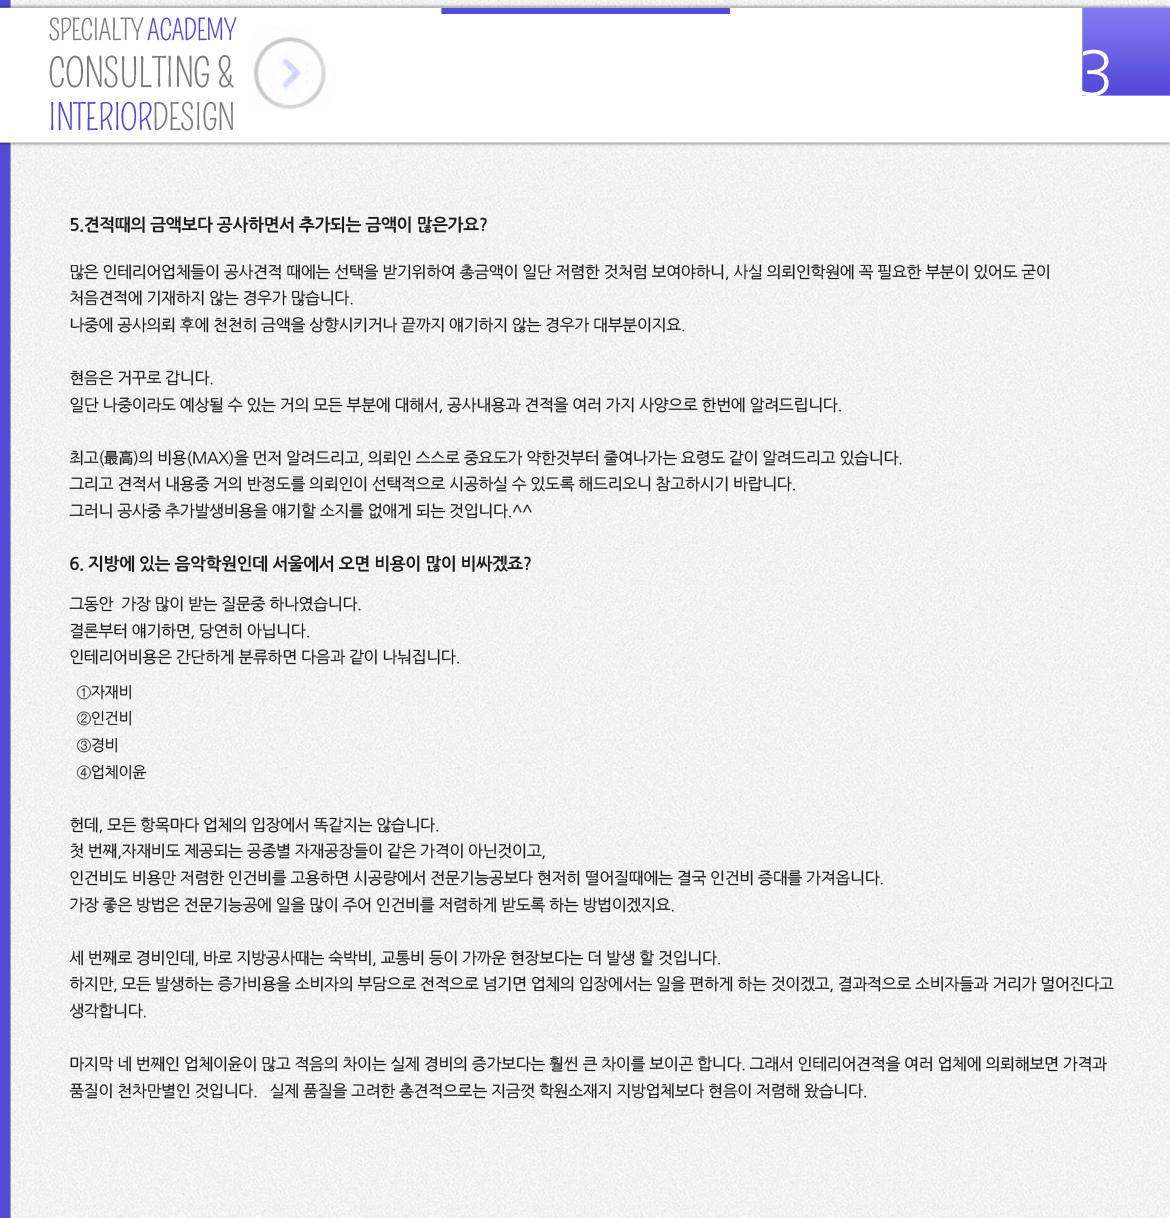 SPECIALTY ACADEMY
CONSULTING &
INTERIORDESIGN
3
5.견적때의 금액보다 공사하면서 추가되는 금액이 많은가요?
많은 인테리어업체들이 공사견적 때에는 선택을 받기위하여 총금액이 일단 저렴한 것처럼 보여야하니, 사실 의뢰인학원에 꼭 필요한 부분이 있어도 굳이
처음견적에 기재하지 않는 경우가 많습니다.
나중에 공사의뢰 후에 천천히 금액을 상향시키거나 끝까지 얘기하지 않는 경우가 대부분이지요.
현음은 거꾸로 갑니다.
일단 나중이라도 예상될 수 있는 거의 모든 부분에 대해서, 공사내용과 견적을 여러 가지 사양으로 한번에 알려드립니다.
최고(最高)의 비용(MAX)을 먼저 알려드리고, 의뢰인 스스로 중요도가 약한것부터 줄여나가는 요령도 같이 알려드리고 있습니다.
그리고 견적서 내용중 거의 반정도를 의뢰인이 선택적으로 시공하실 수 있도록 해드리오니 참고하시기 바랍니다.
그러니 공사중 추가발생비용을 얘기할 소지를 없애게 되는 것입니다.^^
6. 지방에 있는 음악학원인데 서울에서 오면 비용이 많이 비싸겠죠?
그동안  가장 많이 받는 질문중 하나였습니다.
결론부터 얘기하면, 당연히 아닙니다.
인테리어비용은 간단하게 분류하면 다음과 같이 나눠집니다.
①자재비
②인건비
③경비
④업체이윤
헌데, 모든 항목마다 업체의 입장에서 똑같지는 않습니다.
첫 번째,자재비도 제공되는 공종별 자재공장들이 같은 가격이 아닌것이고,
인건비도 비용만 저렴한 인건비를 고용하면 시공량에서 전문기능공보다 현저히 떨어질때에는 결국 인건비 증대를 가져옵니다.
가장 좋은 방법은 전문기능공에 일을 많이 주어 인건비를 저렴하게 받도록 하는 방법이겠지요.
세 번째로 경비인데, 바로 지방공사때는 숙박비, 교통비 등이 가까운 현장보다는 더 발생 할 것입니다.
하지만, 모든 발생하는 증가비용을 소비자의 부담으로 전적으로 넘기면 업체의 입장에서는 일을 편하게 하는 것이겠고, 결과적으로 소비자들과 거리가 멀어진다고
생각합니다.
마지막 네 번째인 업체이윤이 많고 적음의 차이는 실제 경비의 증가보다는 훨씬 큰 차이를 보이곤 합니다. 그래서 인테리어견적을 여러 업체에 의뢰해보면 가격과
품질이 천차만별인 것입니다.   실제 품질을 고려한 총견적으로는 지금껏 학원소재지 지방업체보다 현음이 저렴해 왔습니다.